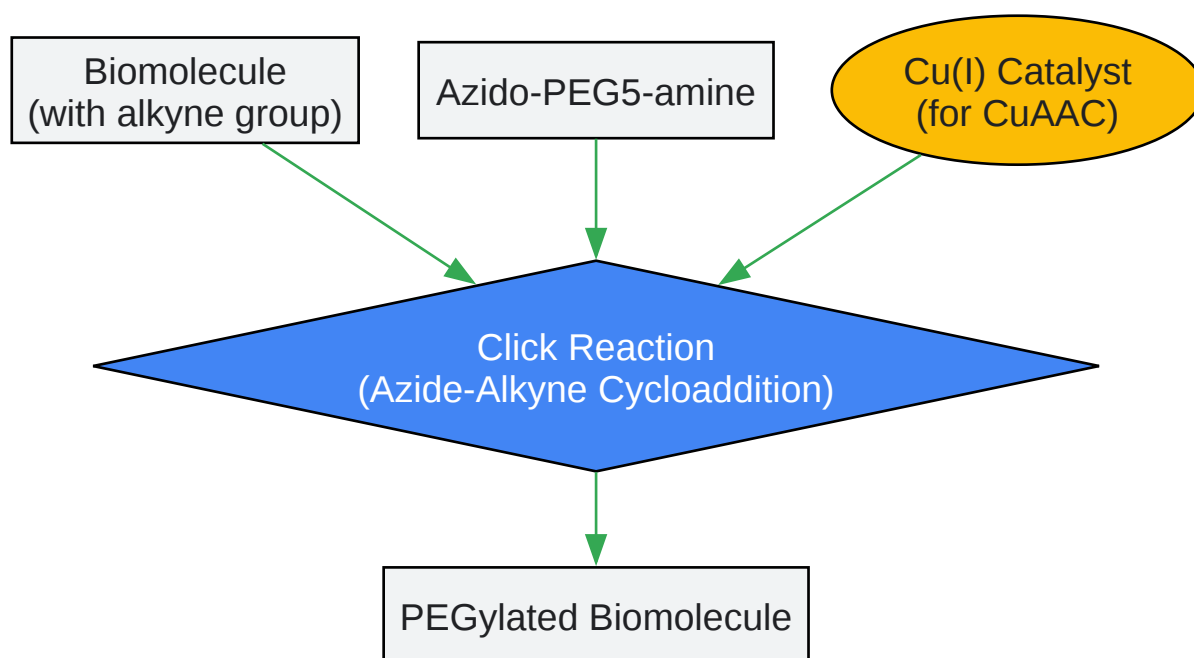 Biomolecule
(with alkyne group)
Azido-PEG5-amine
Cu(I) Catalyst
(for CuAAC)
Click Reaction
(Azide-Alkyne Cycloaddition)
PEGylated Biomolecule